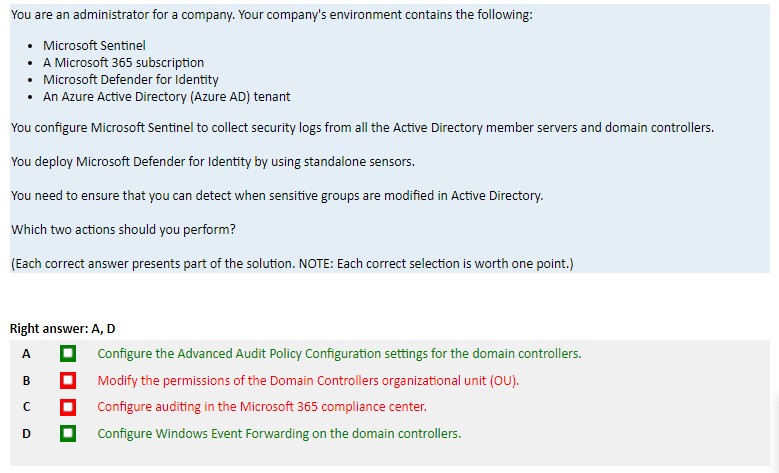 You are an administrator for a company. Your company's environment contains the following:
• Microsoft Sentinel
• A Microsoft 365 subscription
• Microsoft Defender for Identity
• An Azure Active Directory (Azure AD) tenant
You configure Microsoft Sentinel to collect security logs from all the Active Directory member servers and domain controllers.
You deploy Microsoft Defender for Identity by using standalone sensors.
You need to ensure that you can detect when sensitive groups are modified in Active Directory.
Which two actions should you perform?
(Each correct answer presents part of the solution. NOTE: Each correct selection is worth one point.)
Right answer: A, D
A Configure the Advanced Audit Policy Configuration settings for the domain controllers.
B Modify the permissions of the Domain Controllers organizational unit (OU).
C Configure auditing in the Microsoft 365 compliance center.
D Configure Windows Event Forwarding on the domain controllers.